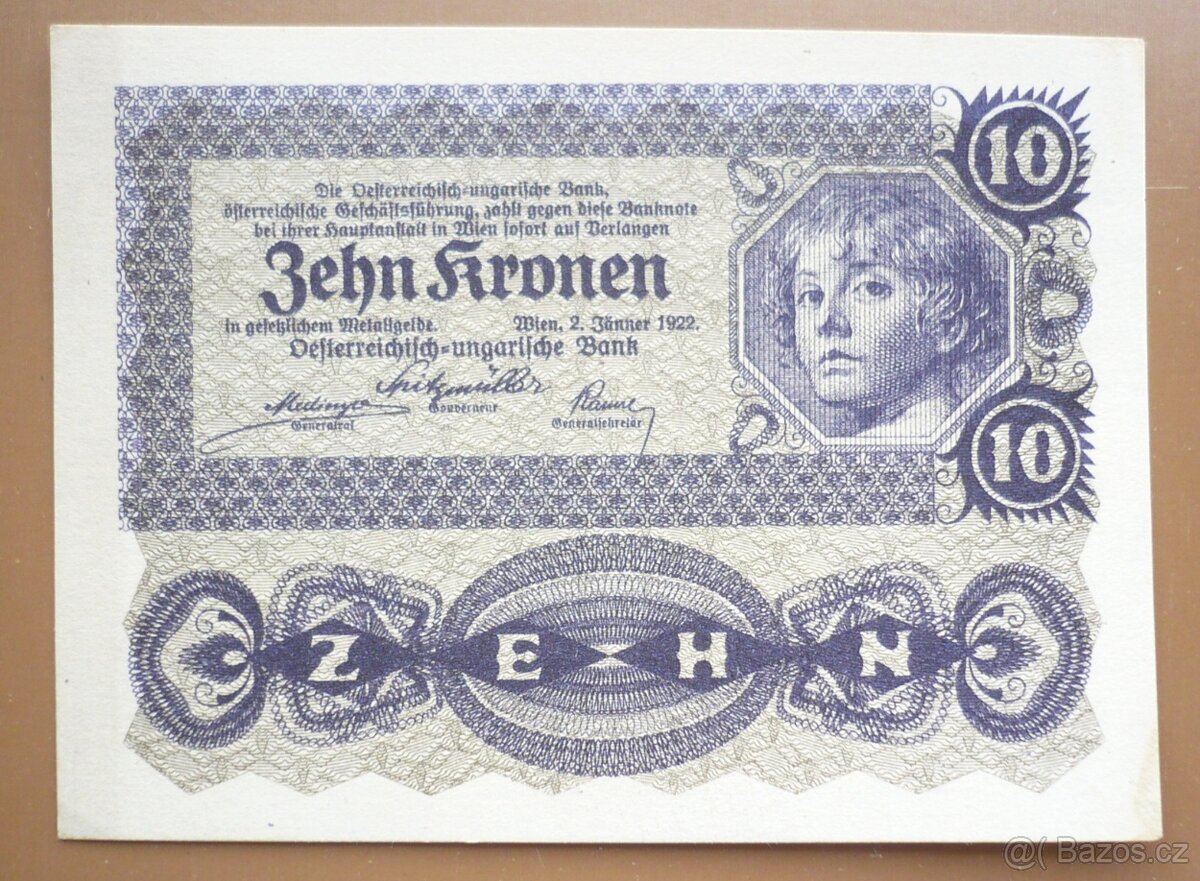 10
Die Oesterreichisch-ungarische Bank,
österreichische Geschäftsführung, zahlt gegen diese Banknote
bei ihrer Hauptanstalt in Wien sofort auf Verlangen
Zehn Kronen
in gesetzlichem Metallgelde. Wien, 2. Jänner 1922.
Oesterreichisch-ungarische Bank
Spitzmüller
Gouverneur
Generalrat
Generalsekretär
10
Z E H N
@( Bazos.cz